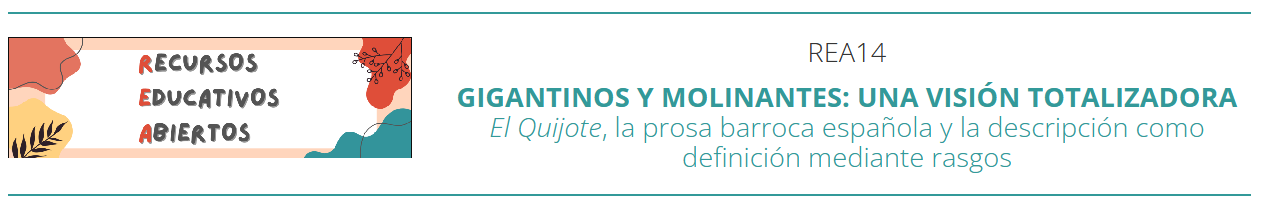 RECURSOS
EDUCATIVOS
ABIERTOS
REA14
GIGANTINOS Y MOLINANTES: UNA VISIÓN TOTALIZADORA
El Quijote, la prosa barroca española y la descripción como
definición mediante rasgos